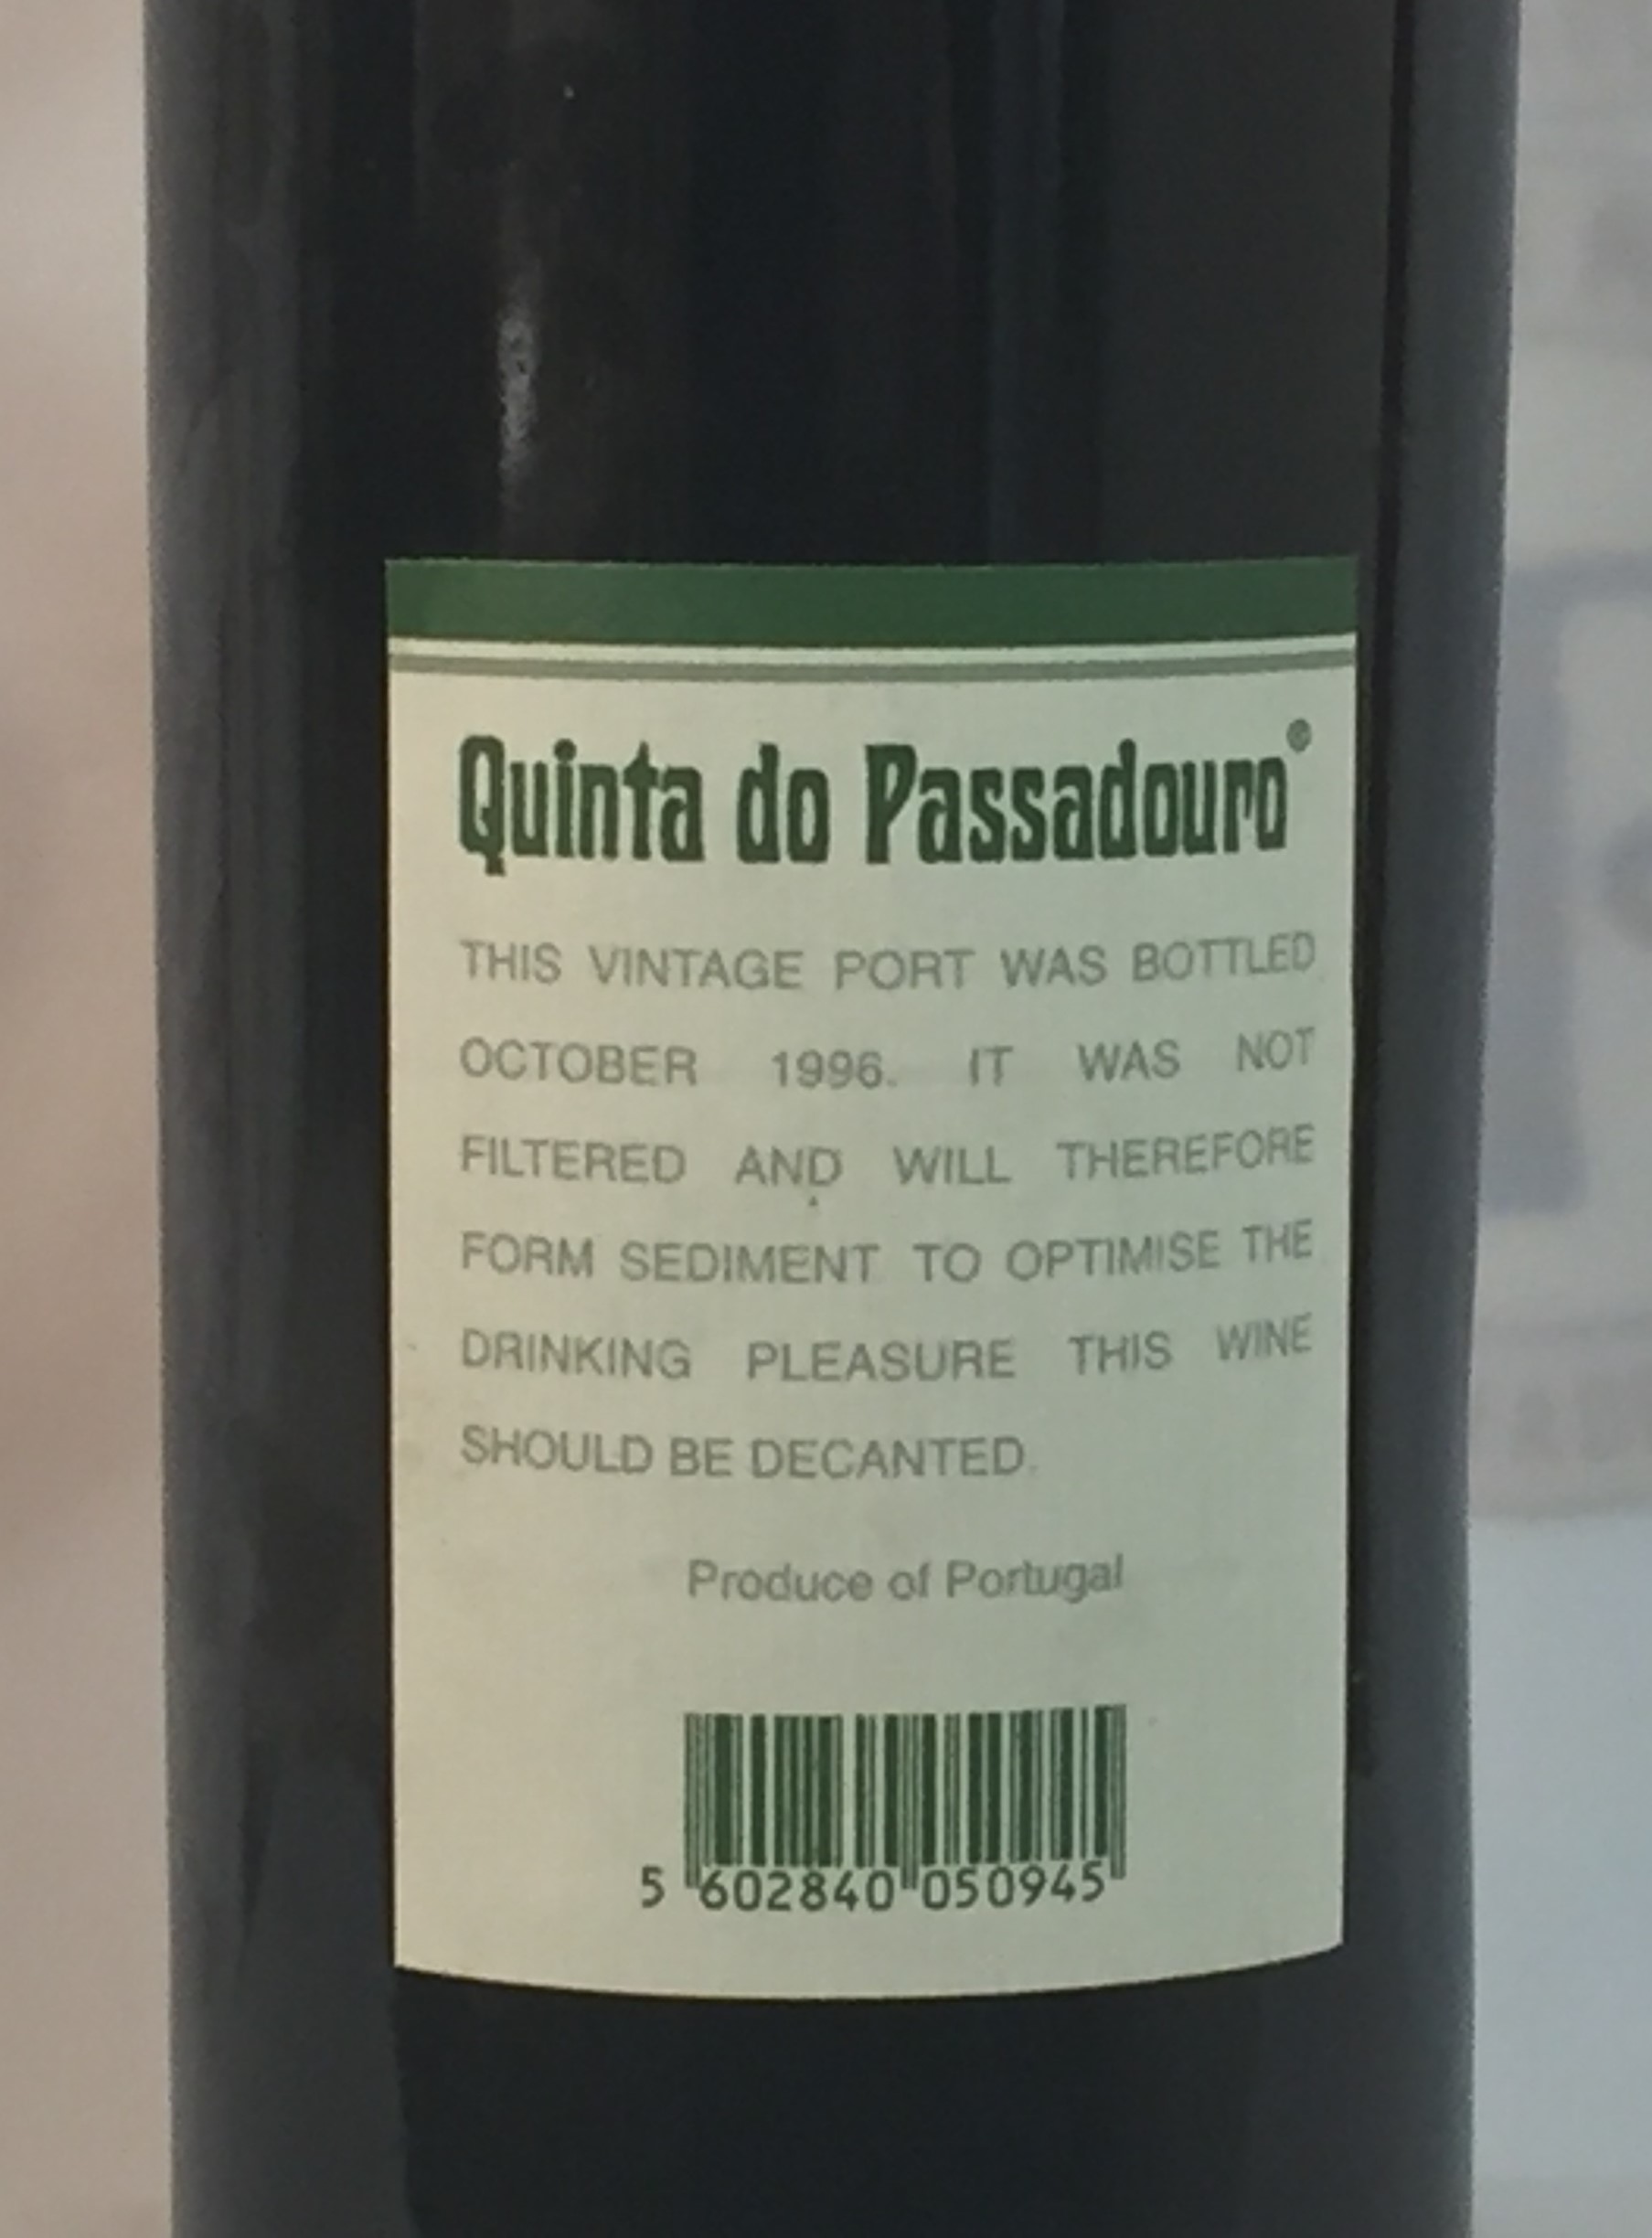 Quinta do Passadouro®
THIS VINTAGE PORT WAS BOTTLED
OCTOBER 1996. IT WAS NOT
FILTERED AND WILL THEREFORE
FORM SEDIMENT TO OPTIMISE THE
DRINKING PLEASURE THIS WINE
SHOULD BE DECANTED.
Produce of Portugal
5 602840 050945